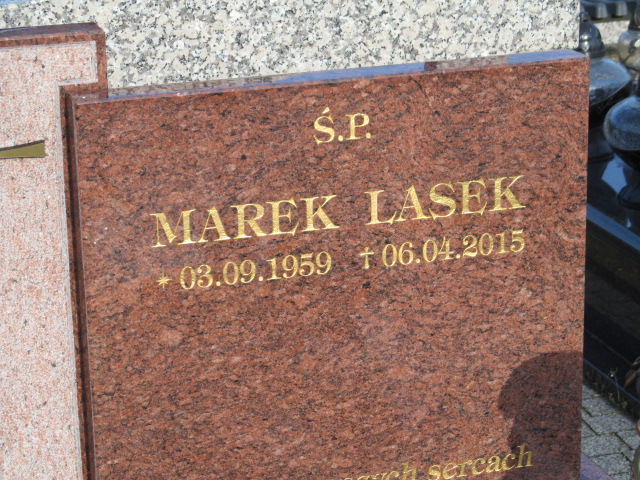 Ś.P.
MAREK LASEK
* 03.09.1959 † 06.04.2015
sercach